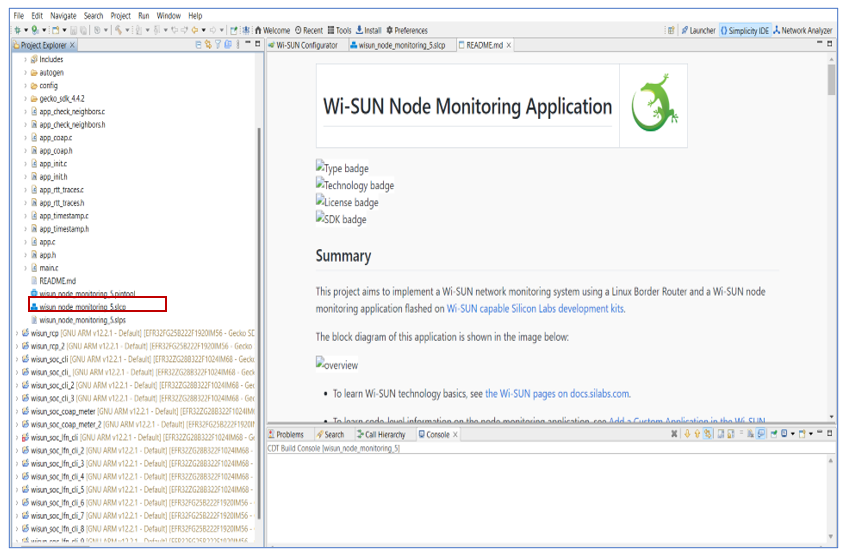 File Edit Navigate Search Project Run Window Help
Welcome Recent Tools Install Preferences
Launcher Simplicity IDE Network Analyzer
Project Explorer
Wi-SUN Configurator wisun_node_monitoring_5.slcp README.md
Includes
autogen
config
gecko_sdk_4.4.2
app_check_neighbors.c
app_check_neighbors.h
app_coap.c
app_coap.h
app_init.c
app_init.h
app_rtt_traces.c
app_rtt_traces.h
app_timestamp.c
app_timestamp.h
app.c
app.h
main.c
README.md
wisun_node_monitoring_5.pintool
wisun_node_monitoring_5.slcp
wisun_node_monitoring_5.slps
wisun_rcp [GNU ARM v12.2.1 - Default] [EFR32FG25B222F1920IM56 - Gecko SD
wisun_rcp_2 [GNU ARM v12.2.1 - Default] [EFR32FG25B222F1920IM56 - Gecko
wisun_soc_cli [GNU ARM v12.2.1 - Default] [EFR32ZG28B322F1024IM68 - Gecko
wisun_soc_cli_ [GNU ARM v12.2.1 - Default] [EFR32ZG28B322F1024IM68 - Geck
wisun_soc_cli_2 [GNU ARM v12.2.1 - Default] [EFR32ZG28B322F1024IM68 - Gec
wisun_soc_cli_3 [GNU ARM v12.2.1 - Default] [EFR32ZG28B322F1024IM68 - Gec
wisun_soc_coap_meter [GNU ARM v12.2.1 - Default] [EFR32ZG28B322F1024IM
wisun_soc_coap_meter_2 [GNU ARM v12.2.1 - Default] [EFR32FG25B222F1920I
wisun_soc_lfn_cli [GNU ARM v12.2.1 - Default] [EFR32ZG28B322F1024IM68 - G
wisun_soc_lfn_cli_2 [GNU ARM v12.2.1 - Default] [EFR32ZG28B322F1024IM68 -
wisun_soc_lfn_cli_3 [GNU ARM v12.2.1 - Default] [EFR32ZG28B322F1024IM68 -
wisun_soc_lfn_cli_4 [GNU ARM v12.2.1 - Default] [EFR32ZG28B322F1024IM68 -
wisun_soc_lfn_cli_5 [GNU ARM v12.2.1 - Default] [EFR32ZG28B322F1024IM68 -
wisun_soc_lfn_cli_6 [GNU ARM v12.2.1 - Default] [EFR32FG25B222F1920IM56 -
wisun_soc_lfn_cli_7 [GNU ARM v12.2.1 - Default] [EFR32FG25B222F1920IM56 -
wisun_soc_lfn_cli_8 [GNU ARM v12.2.1 - Default] [EFR32FG25B222F1920IM56 -
wisun_soc_lfn_cli_9 [GNU ARM v12.2.1 - Default] [EFR32FG25B222F1920IM56 -
Wi-SUN Node Monitoring Application
Type badge
Technology badge
License badge
SDK badge
Summary
This project aims to implement a Wi-SUN network monitoring system using a Linux Border Router and a Wi-SUN node
monitoring application flashed on Wi-SUN capable Silicon Labs development kits.
The block diagram of this application is shown in the image below:
overview
• To learn Wi-SUN technology basics, see the Wi-SUN pages on docs.silabs.com.
• To learn code-level information on the node monitoring application, see Add a Custom Application in the Wi-SUN
Problems Search Call Hierarchy Console
CDT Build Console [wisun_node_monitoring_5]